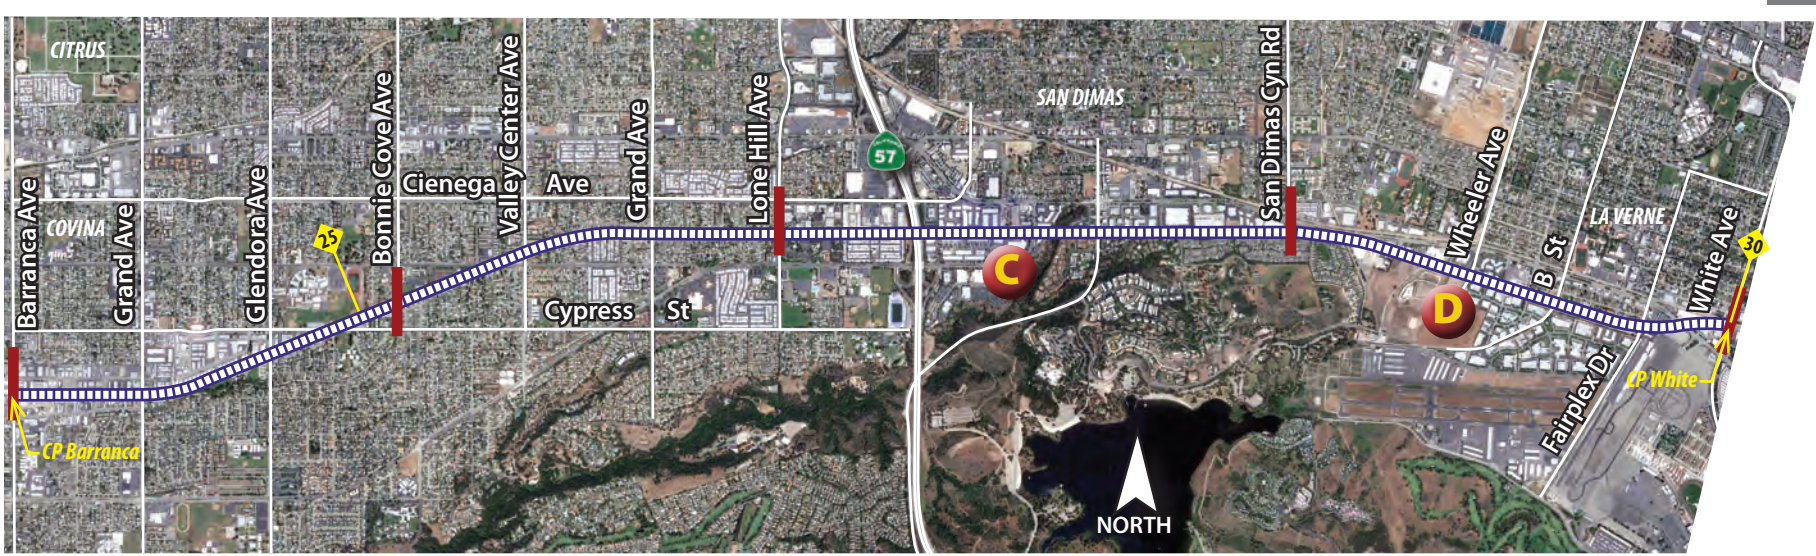 CITRUS
COVINA
Barranca Ave
Grand Ave
Glendora Ave
25
Bonnie Cove Ave
Cienega Ave
Valley Center Ave
Cypress St
Grand Ave
Lone Hill Ave
CALIFORNIA
57
SAN DIMAS
C
San Dimas Cyn Rd
D
Wheeler Ave
B St
LA VERNE
White Ave
30
Fairplex Dr
CP White
CP Barranca
NORTH